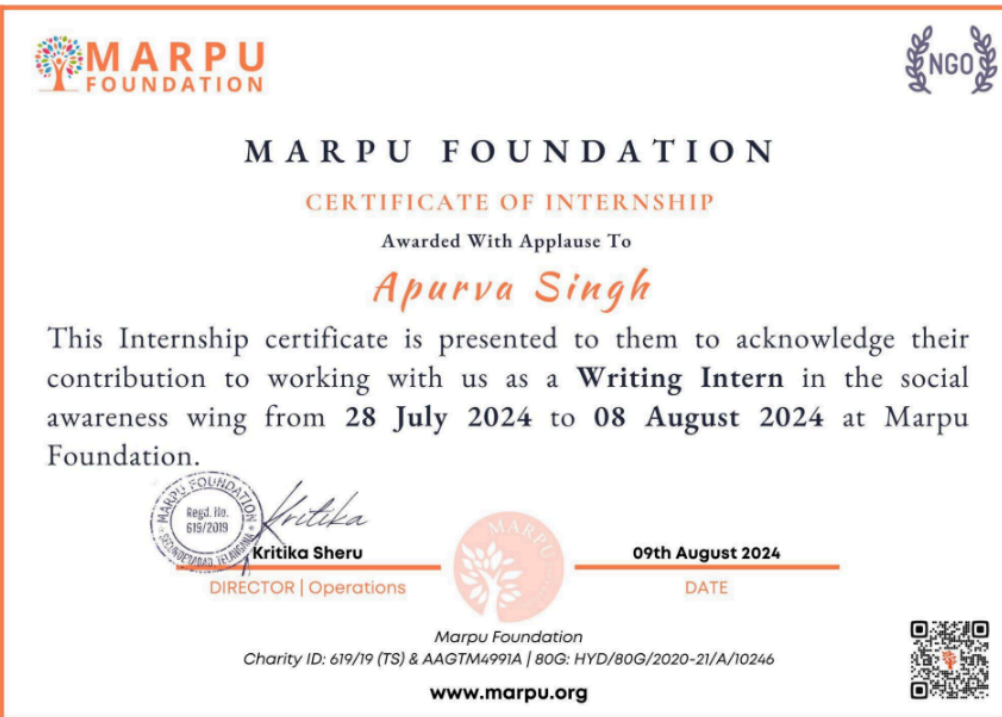 MARPU
FOUNDATION
NGO
MARPU FOUNDATION
CERTIFICATE OF INTERNSHIP
Awarded With Applause To
Apurva Singh
This Internship certificate is presented to them to acknowledge their
contribution to working with us as a Writing Intern in the social
awareness wing from 28 July 2024 to 08 August 2024 at Marpu
Foundation.
MARPU FOUNDATION
Regd. No.
619/2019
SECUNDERABAD, TELANGANA
Kritika
Kritika Sheru
DIRECTOR | Operations
MARPU
09th August 2024
DATE
Marpu Foundation
Charity ID: 619/19 (TS) & AAGTM4991A | 80G: HYD/80G/2020-21/A/10246
www.marpu.org